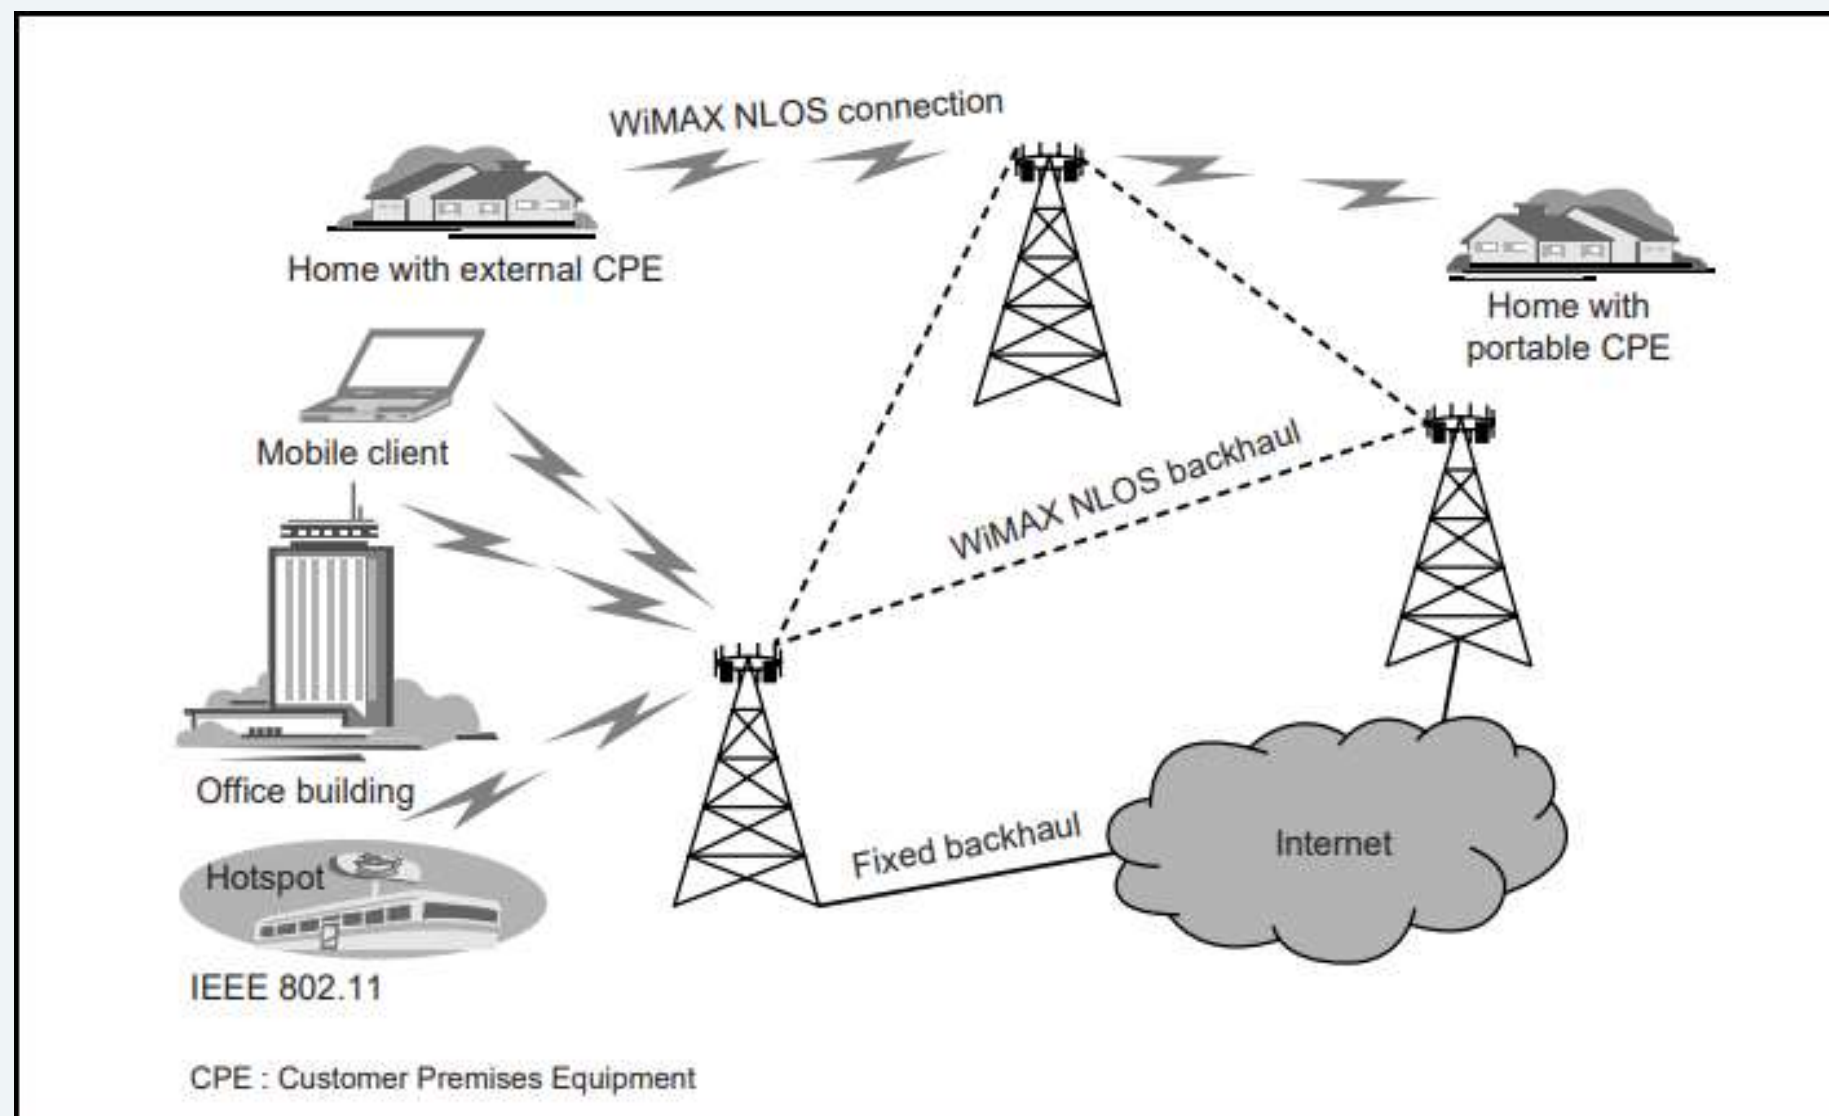 WiMAX NLOS connection
Home with external CPE
Home with
portable CPE
Mobile client
WiMAX NLOS backhaul
Office building
Fixed backhaul
Internet
Hotspot
IEEE 802.11
CPE : Customer Premises Equipment